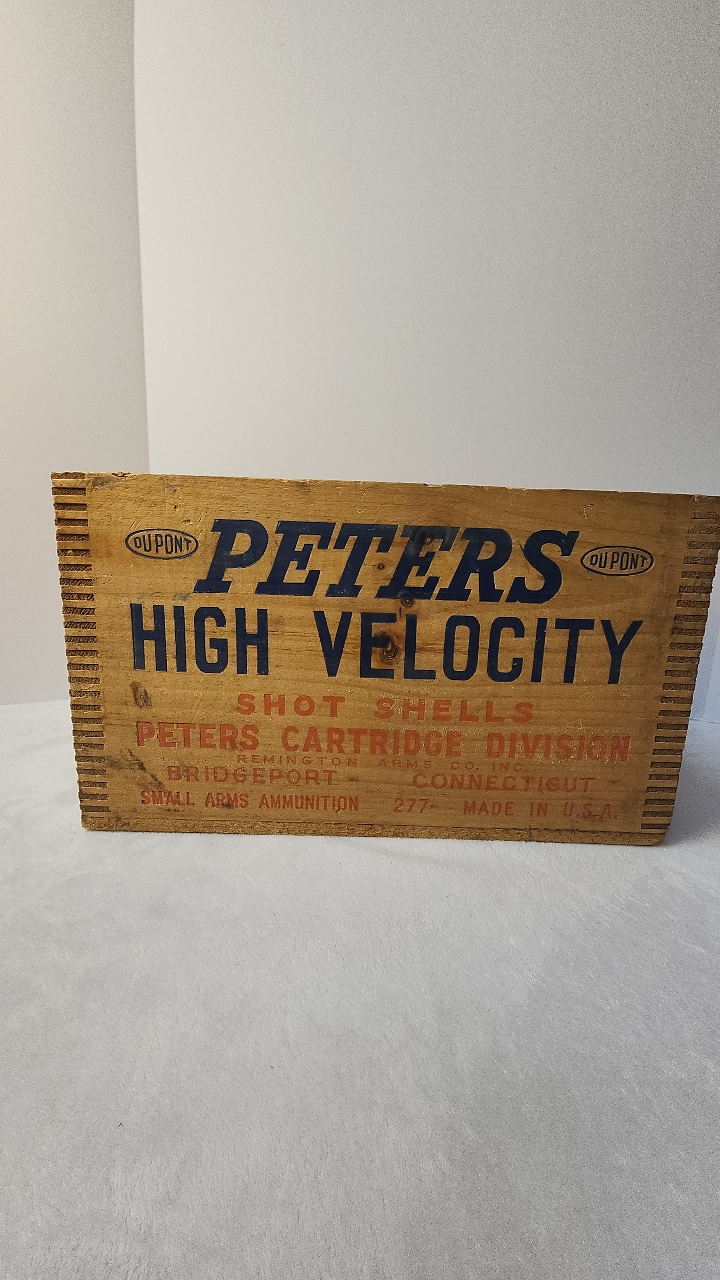 DU PONT PETERS DU PONT
HIGH VELOCITY
SHOT SHELLS
PETERS CARTRIDGE DIVISION
REMINGTON ARMS CO. INC.
BRIDGEPORT CONNECTICUT
SMALL ARMS AMMUNITION 277- MADE IN U.S.A.